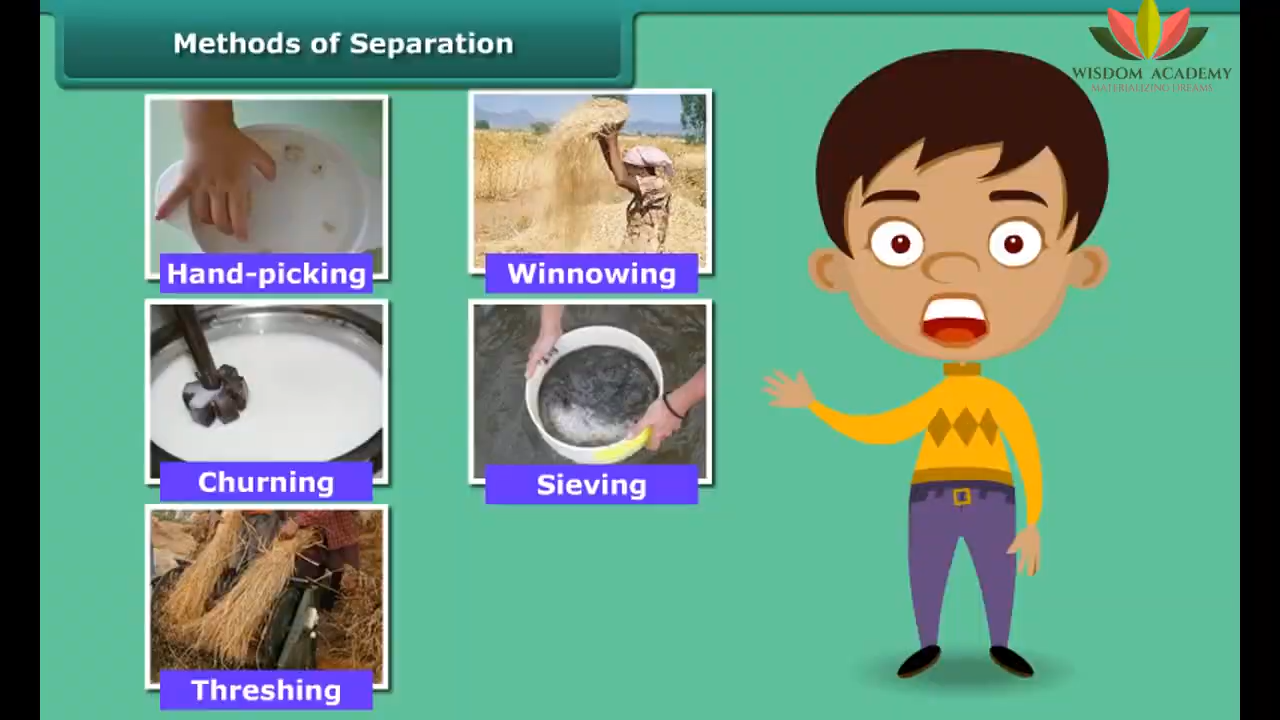 Methods of Separation
WISDOM ACADEMY
MATERIALIZING DREAMS
Hand-picking
Winnowing
Churning
Sieving
Threshing